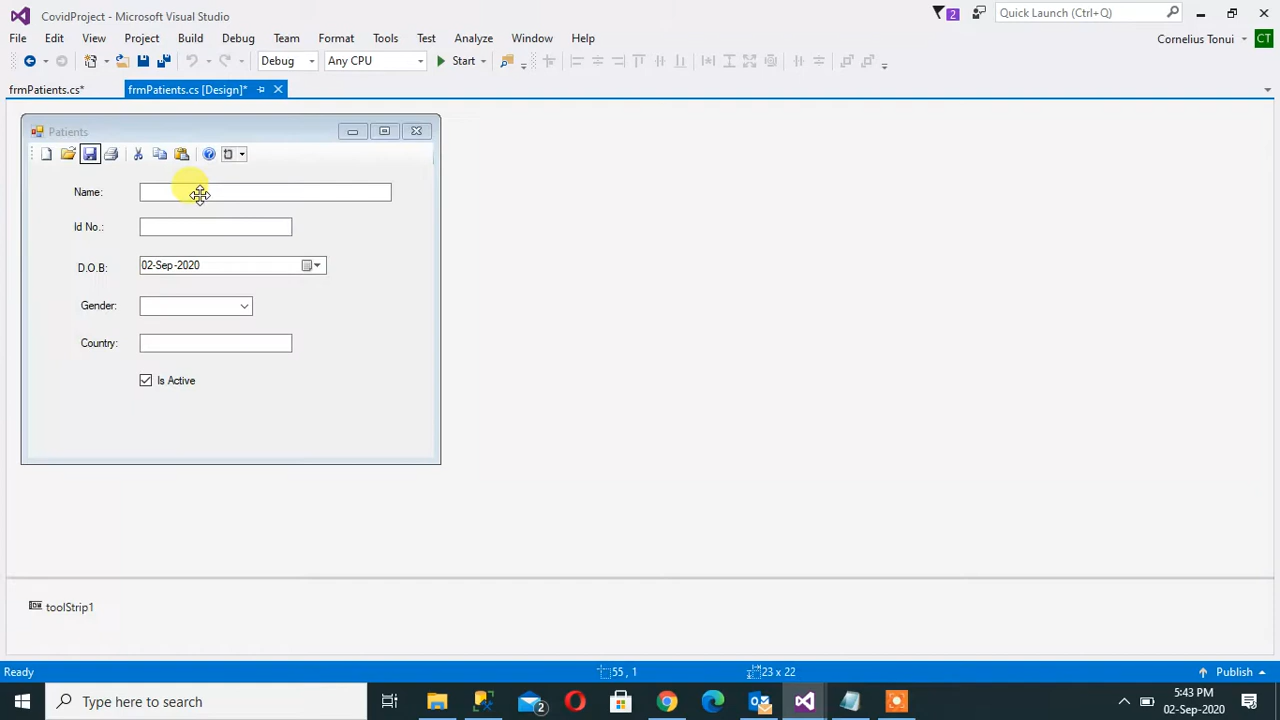 CovidProject - Microsoft Visual Studio
2
Quick Launch (Ctrl+Q)
File Edit View Project Build Debug Team Format Tools Test Analyze Window Help
Cornelius Tonui CT
Debug Any CPU Start
frmPatients.cs* frmPatients.cs [Design]*
Patients
Name:
Id No.:
D.O.B: 02-Sep-2020
Gender:
Country:
Is Active
toolStrip1
Ready 55 , 1 23 x 22 Publish
Type here to search
2
5:43 PM
02-Sep-2020